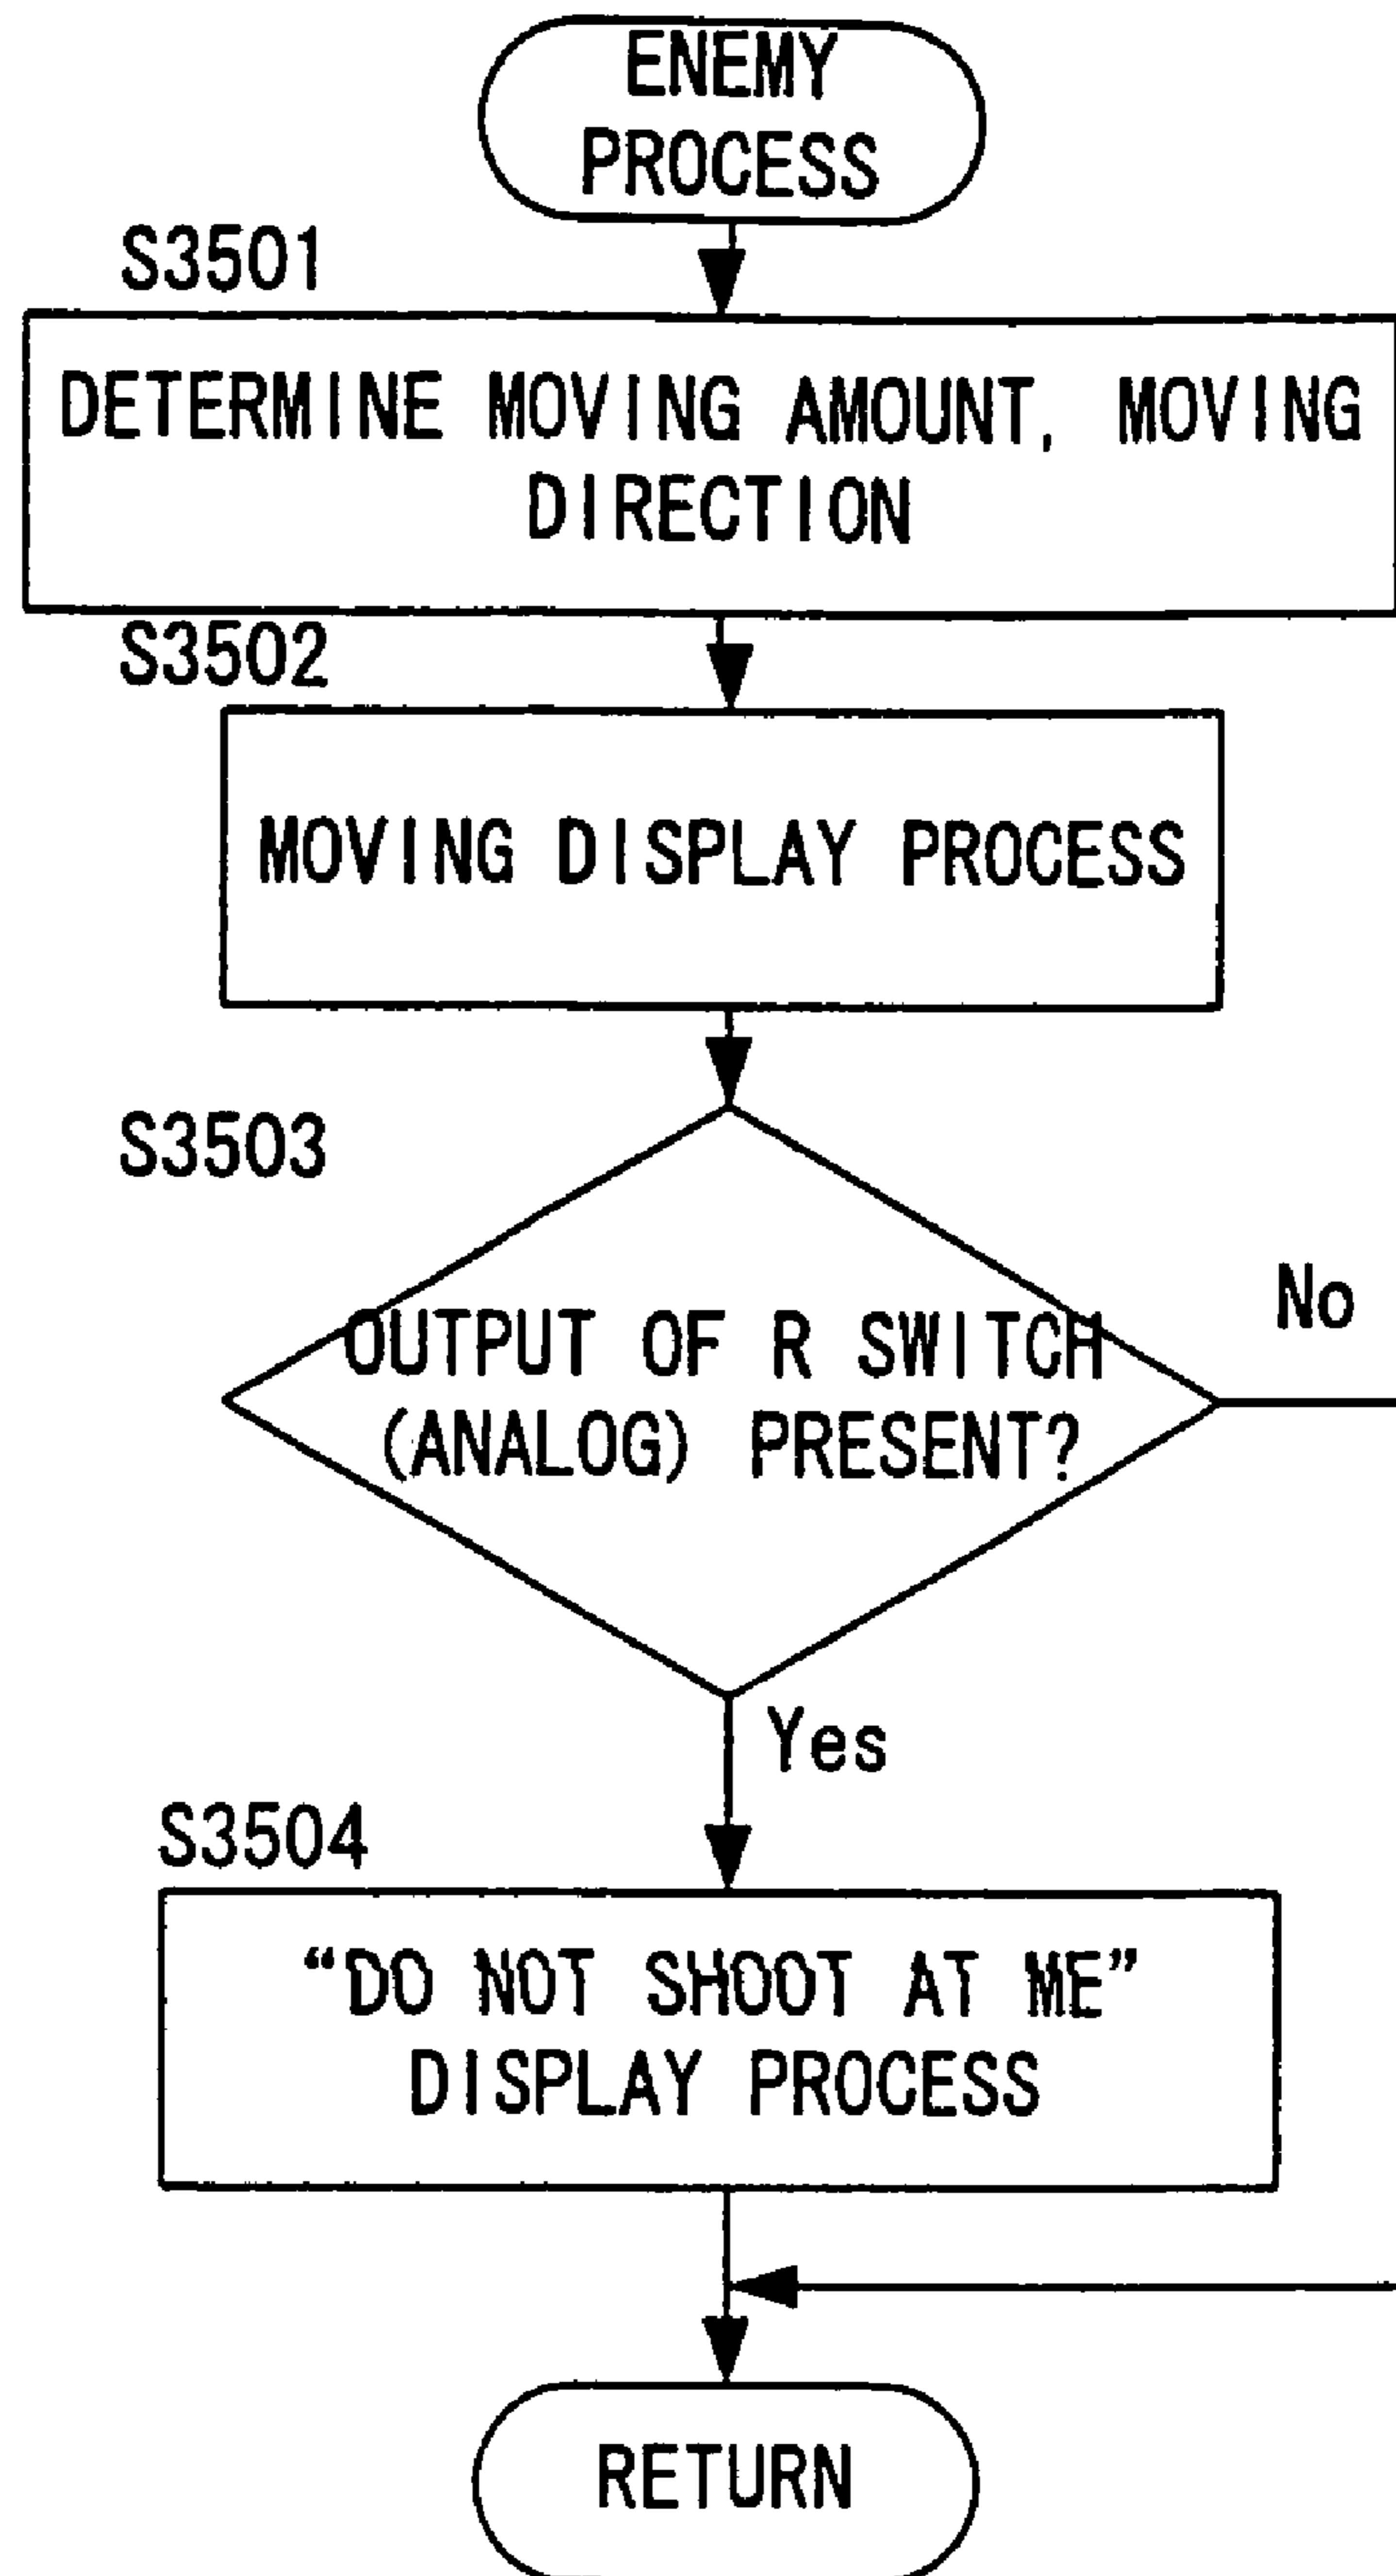 ENEMY
PROCESS
S3501
DETERMINE MOVING AMOUNT, MOVING
DIRECTION
S3502
MOVING DISPLAY PROCESS
S3503
OUTPUT OF R SWITCH
(ANALOG) PRESENT?
No
Yes
S3504
“DO NOT SHOOT AT ME”
DISPLAY PROCESS
RETURN